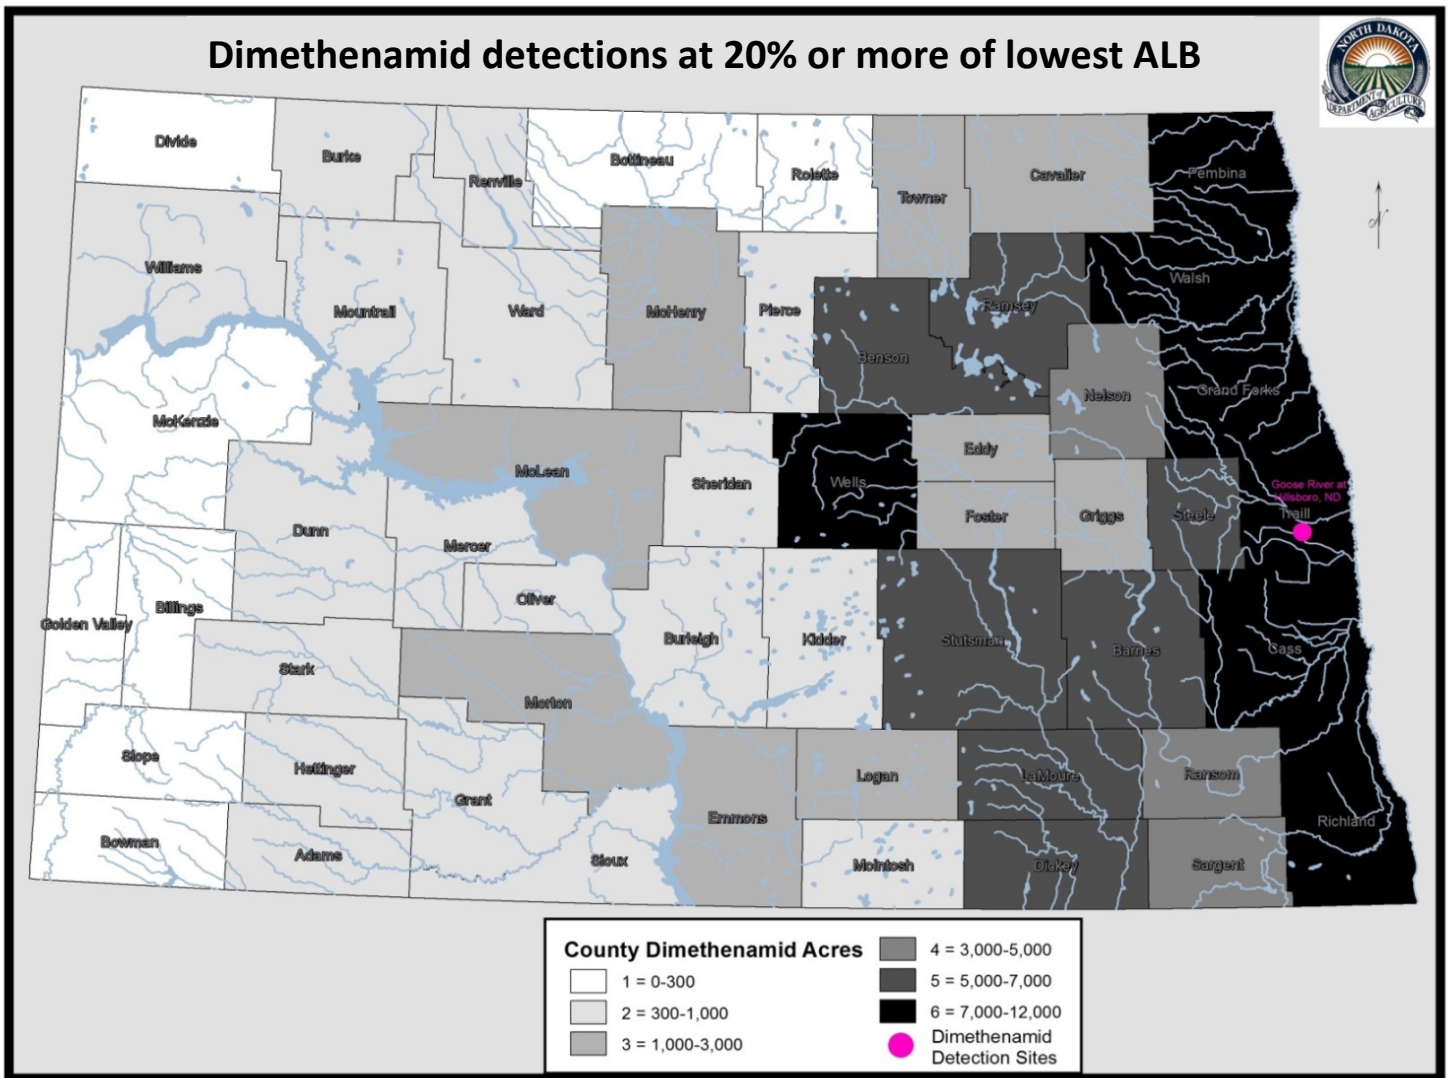 Dimethenamid detections at 20% or more of lowest ALB
NORTH DAKOTA
DEPARTMENT OF
AGRICULTURE
N
Divide
Burke
Renville
Bottineau
Rolette
Towner
Cavalier
Pembina
Williams
Mountrail
Ward
McHenry
Pierce
Benson
Ramsey
Walsh
McKenzie
McLean
Sheridan
Wells
Eddy
Nelson
Grand Forks
Dunn
Mercer
Foster
Griggs
Steele
Goose River at
Hillsboro, ND
Traill
Golden Valley
Billings
Oliver
Burleigh
Kidder
Stutsman
Barnes
Cass
Stark
Morton
Slope
Hettinger
Grant
Emmons
Logan
LaMoure
Ransom
Richland
Bowman
Adams
Sioux
McIntosh
Dickey
Sargent
County Dimethenamid Acres
1 = 0-300
2 = 300-1,000
3 = 1,000-3,000
4 = 3,000-5,000
5 = 5,000-7,000
6 = 7,000-12,000
Dimethenamid
Detection Sites